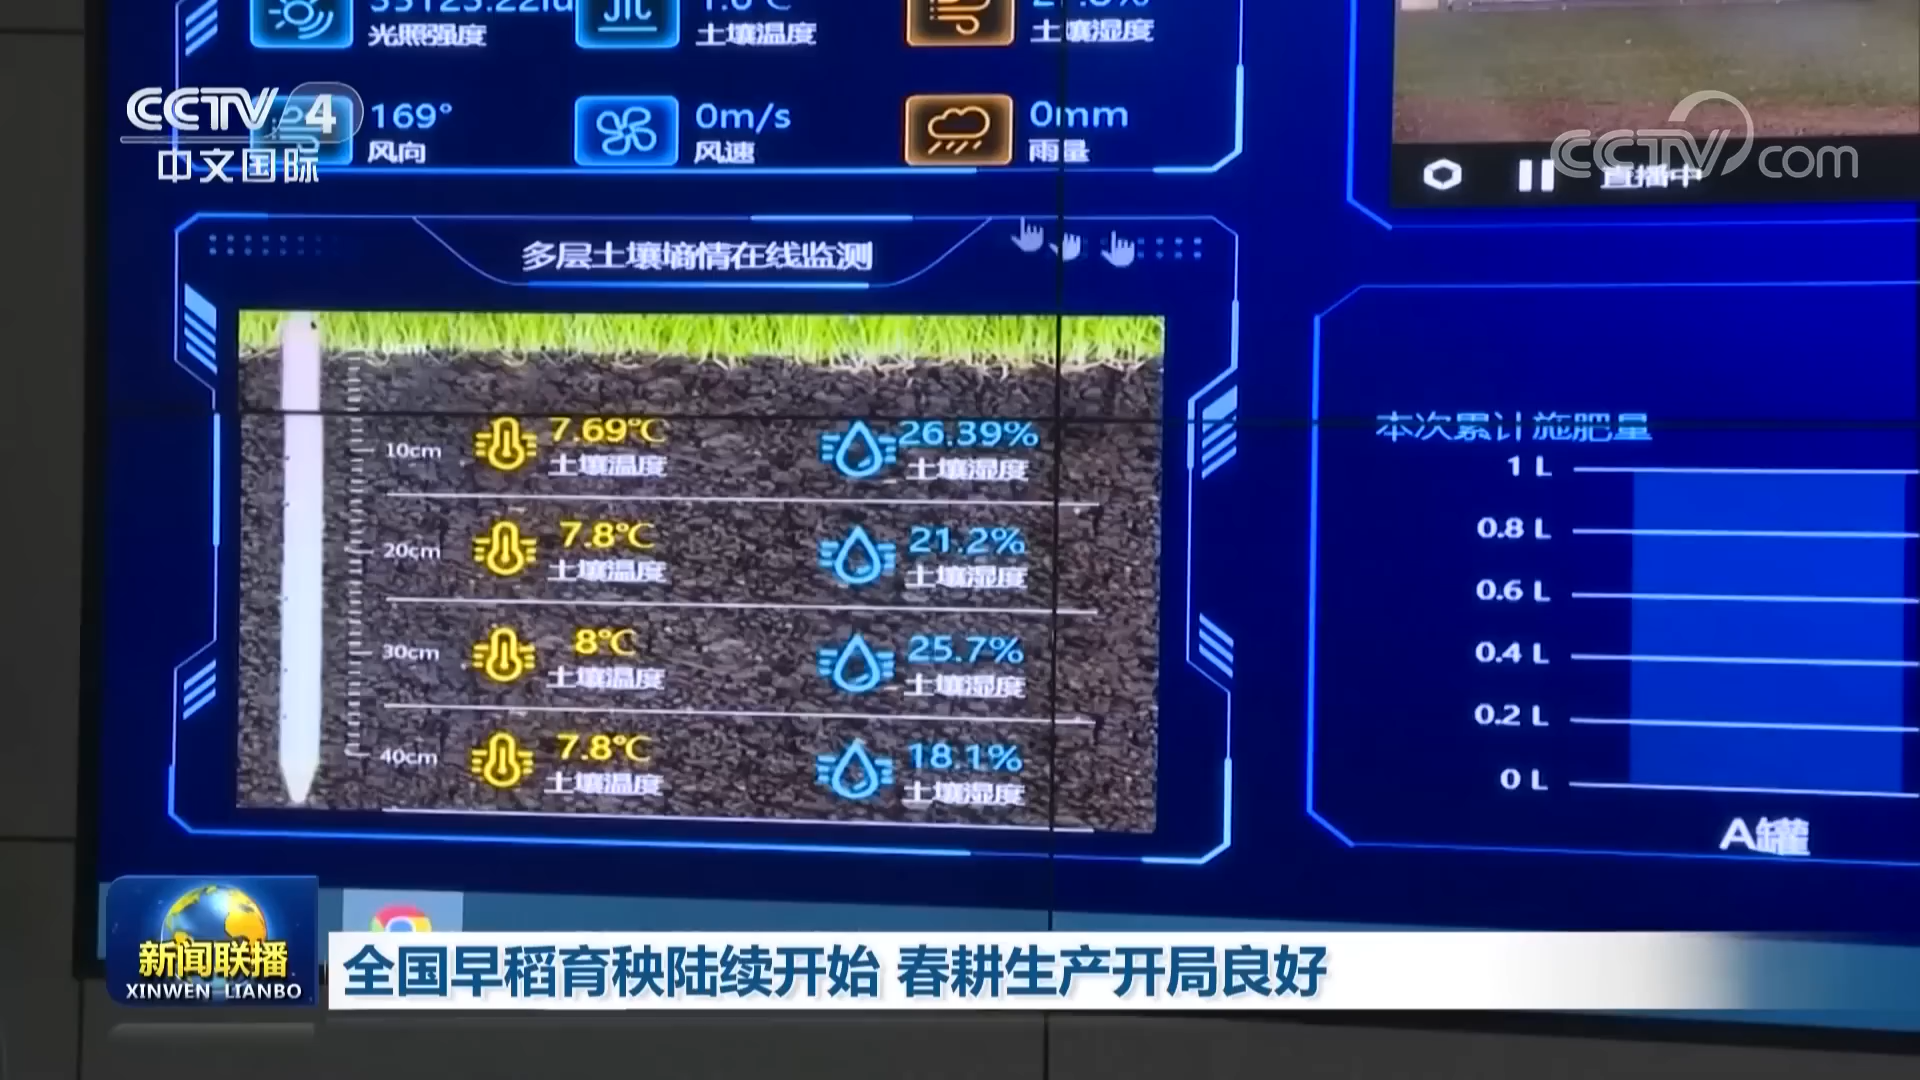 光照强度
土壤温度
土壤湿度
CCTV 4
中文国际
169°
风向
0m/s
风速
0mm
雨量
直播中
CCTV com
多层土壤墒情在线监测
0cm
10cm
7.69℃
土壤温度
26.39%
土壤湿度
20cm
7.8℃
土壤温度
21.2%
土壤湿度
30cm
8℃
土壤温度
25.7%
土壤湿度
40cm
7.8℃
土壤温度
18.1%
土壤湿度
本次累计施肥量
1 L
0.8 L
0.6 L
0.4 L
0.2 L
0 L
A罐
新闻联播
XINWEN LIANBO
全国早稻育秧陆续开始 春耕生产开局良好